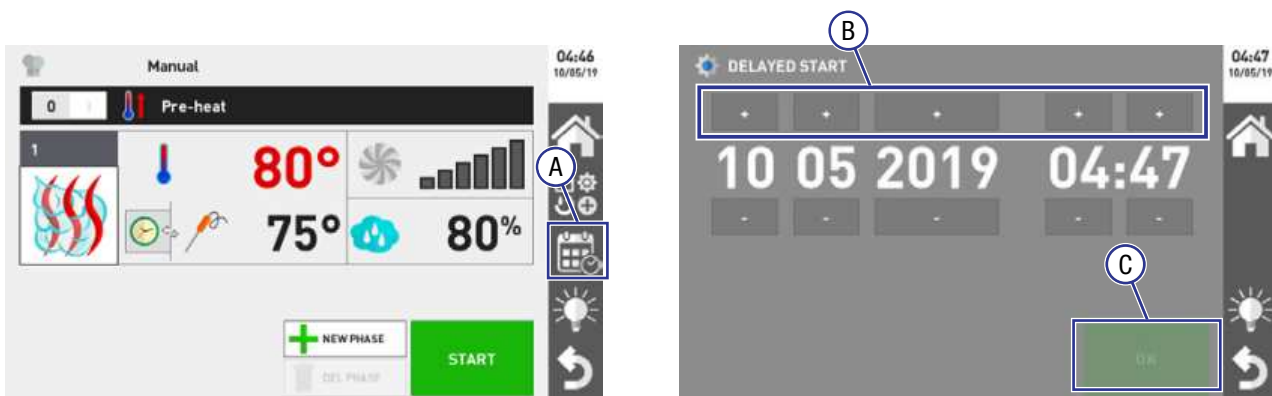 B
04:46
10/05/19
Manual
0 1
Pre-heat
1
80°
A
75°
80%
NEW PHASE
DEL PHASE
START
04:47
10/05/19
DELAYED START
+ + + + +
10 05 2019 04:47
- - - - -
C
OK